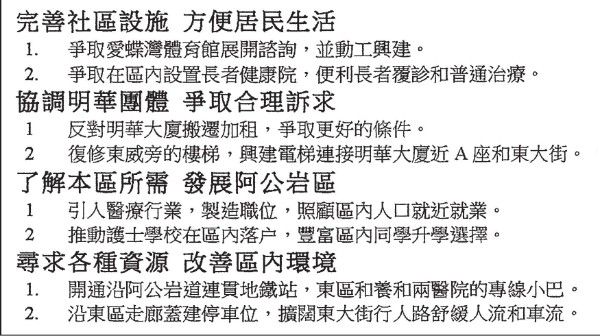 完善社區設施 方便居民生活
1. 爭取愛蝶灣體育館展開諮詢，並動工興建。
2. 爭取在區內設置長者健康院，便利長者覆診和普通治療。
協調明華團體 爭取合理訴求
1 反對明華大廈搬遷加租，爭取更好的條件。
2 復修東威旁的樓梯，興建電梯連接明華大廈近 A 座和東大街。
了解本區所需 發展阿公岩區
1 引人醫療行業，製造職位，照顧區內人口就近就業。
2 推動護士學校在區內落户，豐富區內同學升學選擇。
尋求各種資源 改善區內環境
1. 開通沿阿公岩道連貫地鐵站，東區和養和兩醫院的專線小巴。
2. 沿東區走廊蓋建停車位，擴闊東大街行人路舒緩人流和車流。